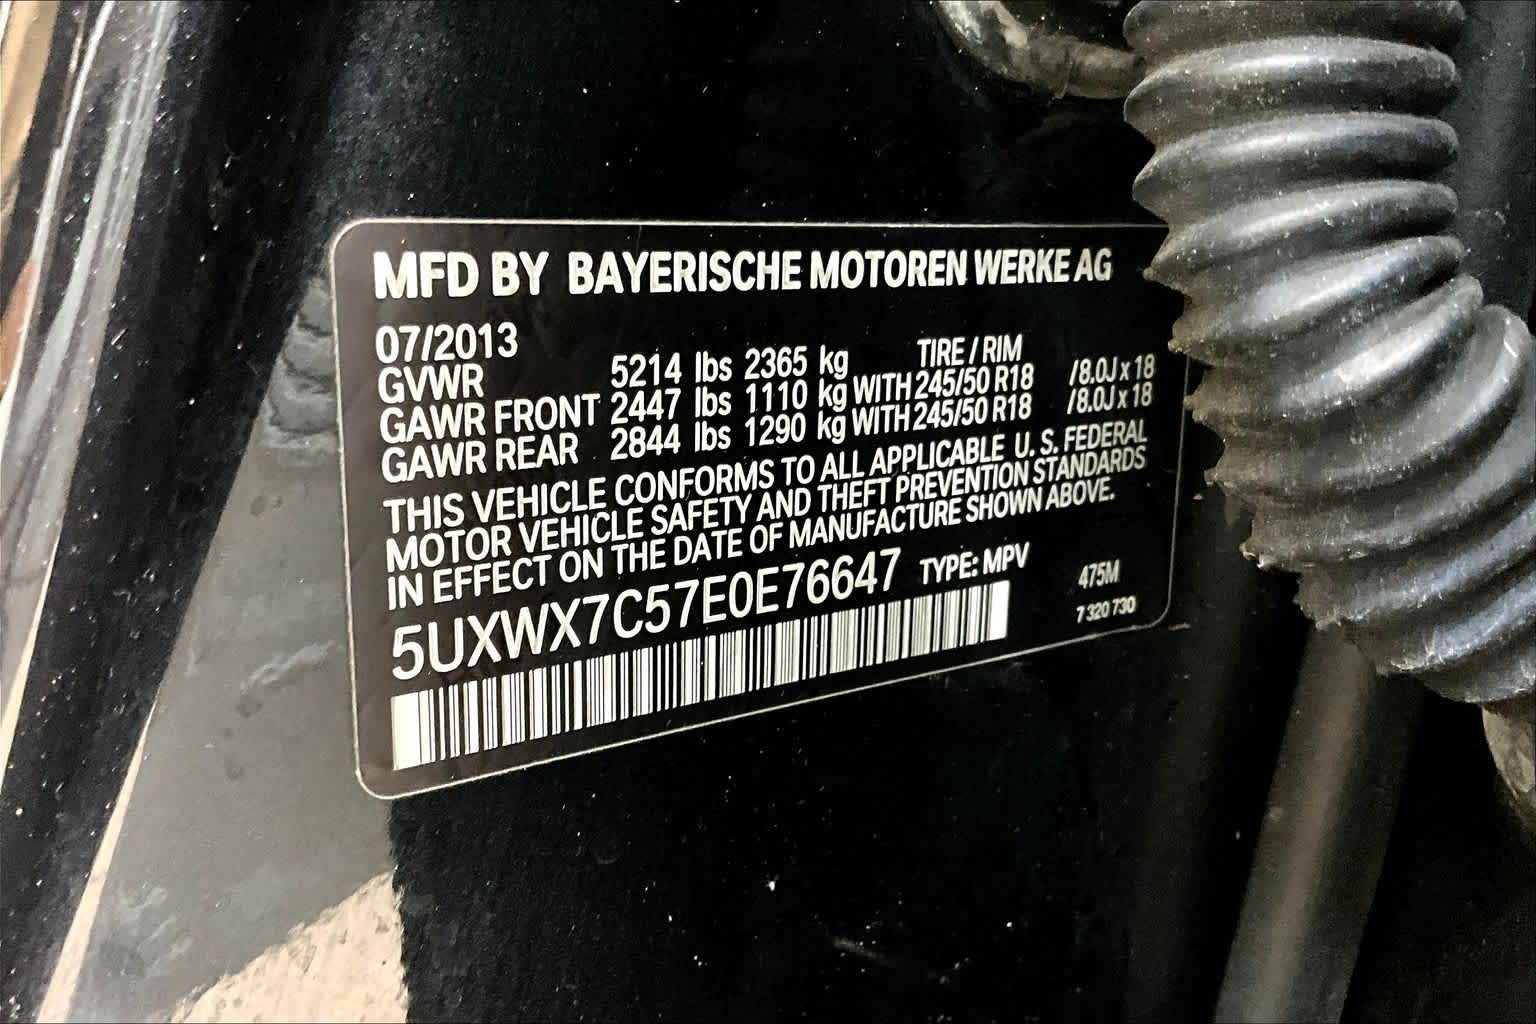 MFD BY BAYERISCHE MOTOREN WERKE AG
07/2013
TIRE / RIM
GVWR 5214 lbs 2365 kg
GAWR FRONT 2447 lbs 1110 kg WITH 245/50 R18 /8.0J x 18
GAWR REAR 2844 lbs 1290 kg WITH 245/50 R18 /8.0J x 18
THIS VEHICLE CONFORMS TO ALL APPLICABLE U. S. FEDERAL
MOTOR VEHICLE SAFETY AND THEFT PREVENTION STANDARDS
IN EFFECT ON THE DATE OF MANUFACTURE SHOWN ABOVE.
5UXWX7C57E0E76647 TYPE: MPV
475M
7 320 730